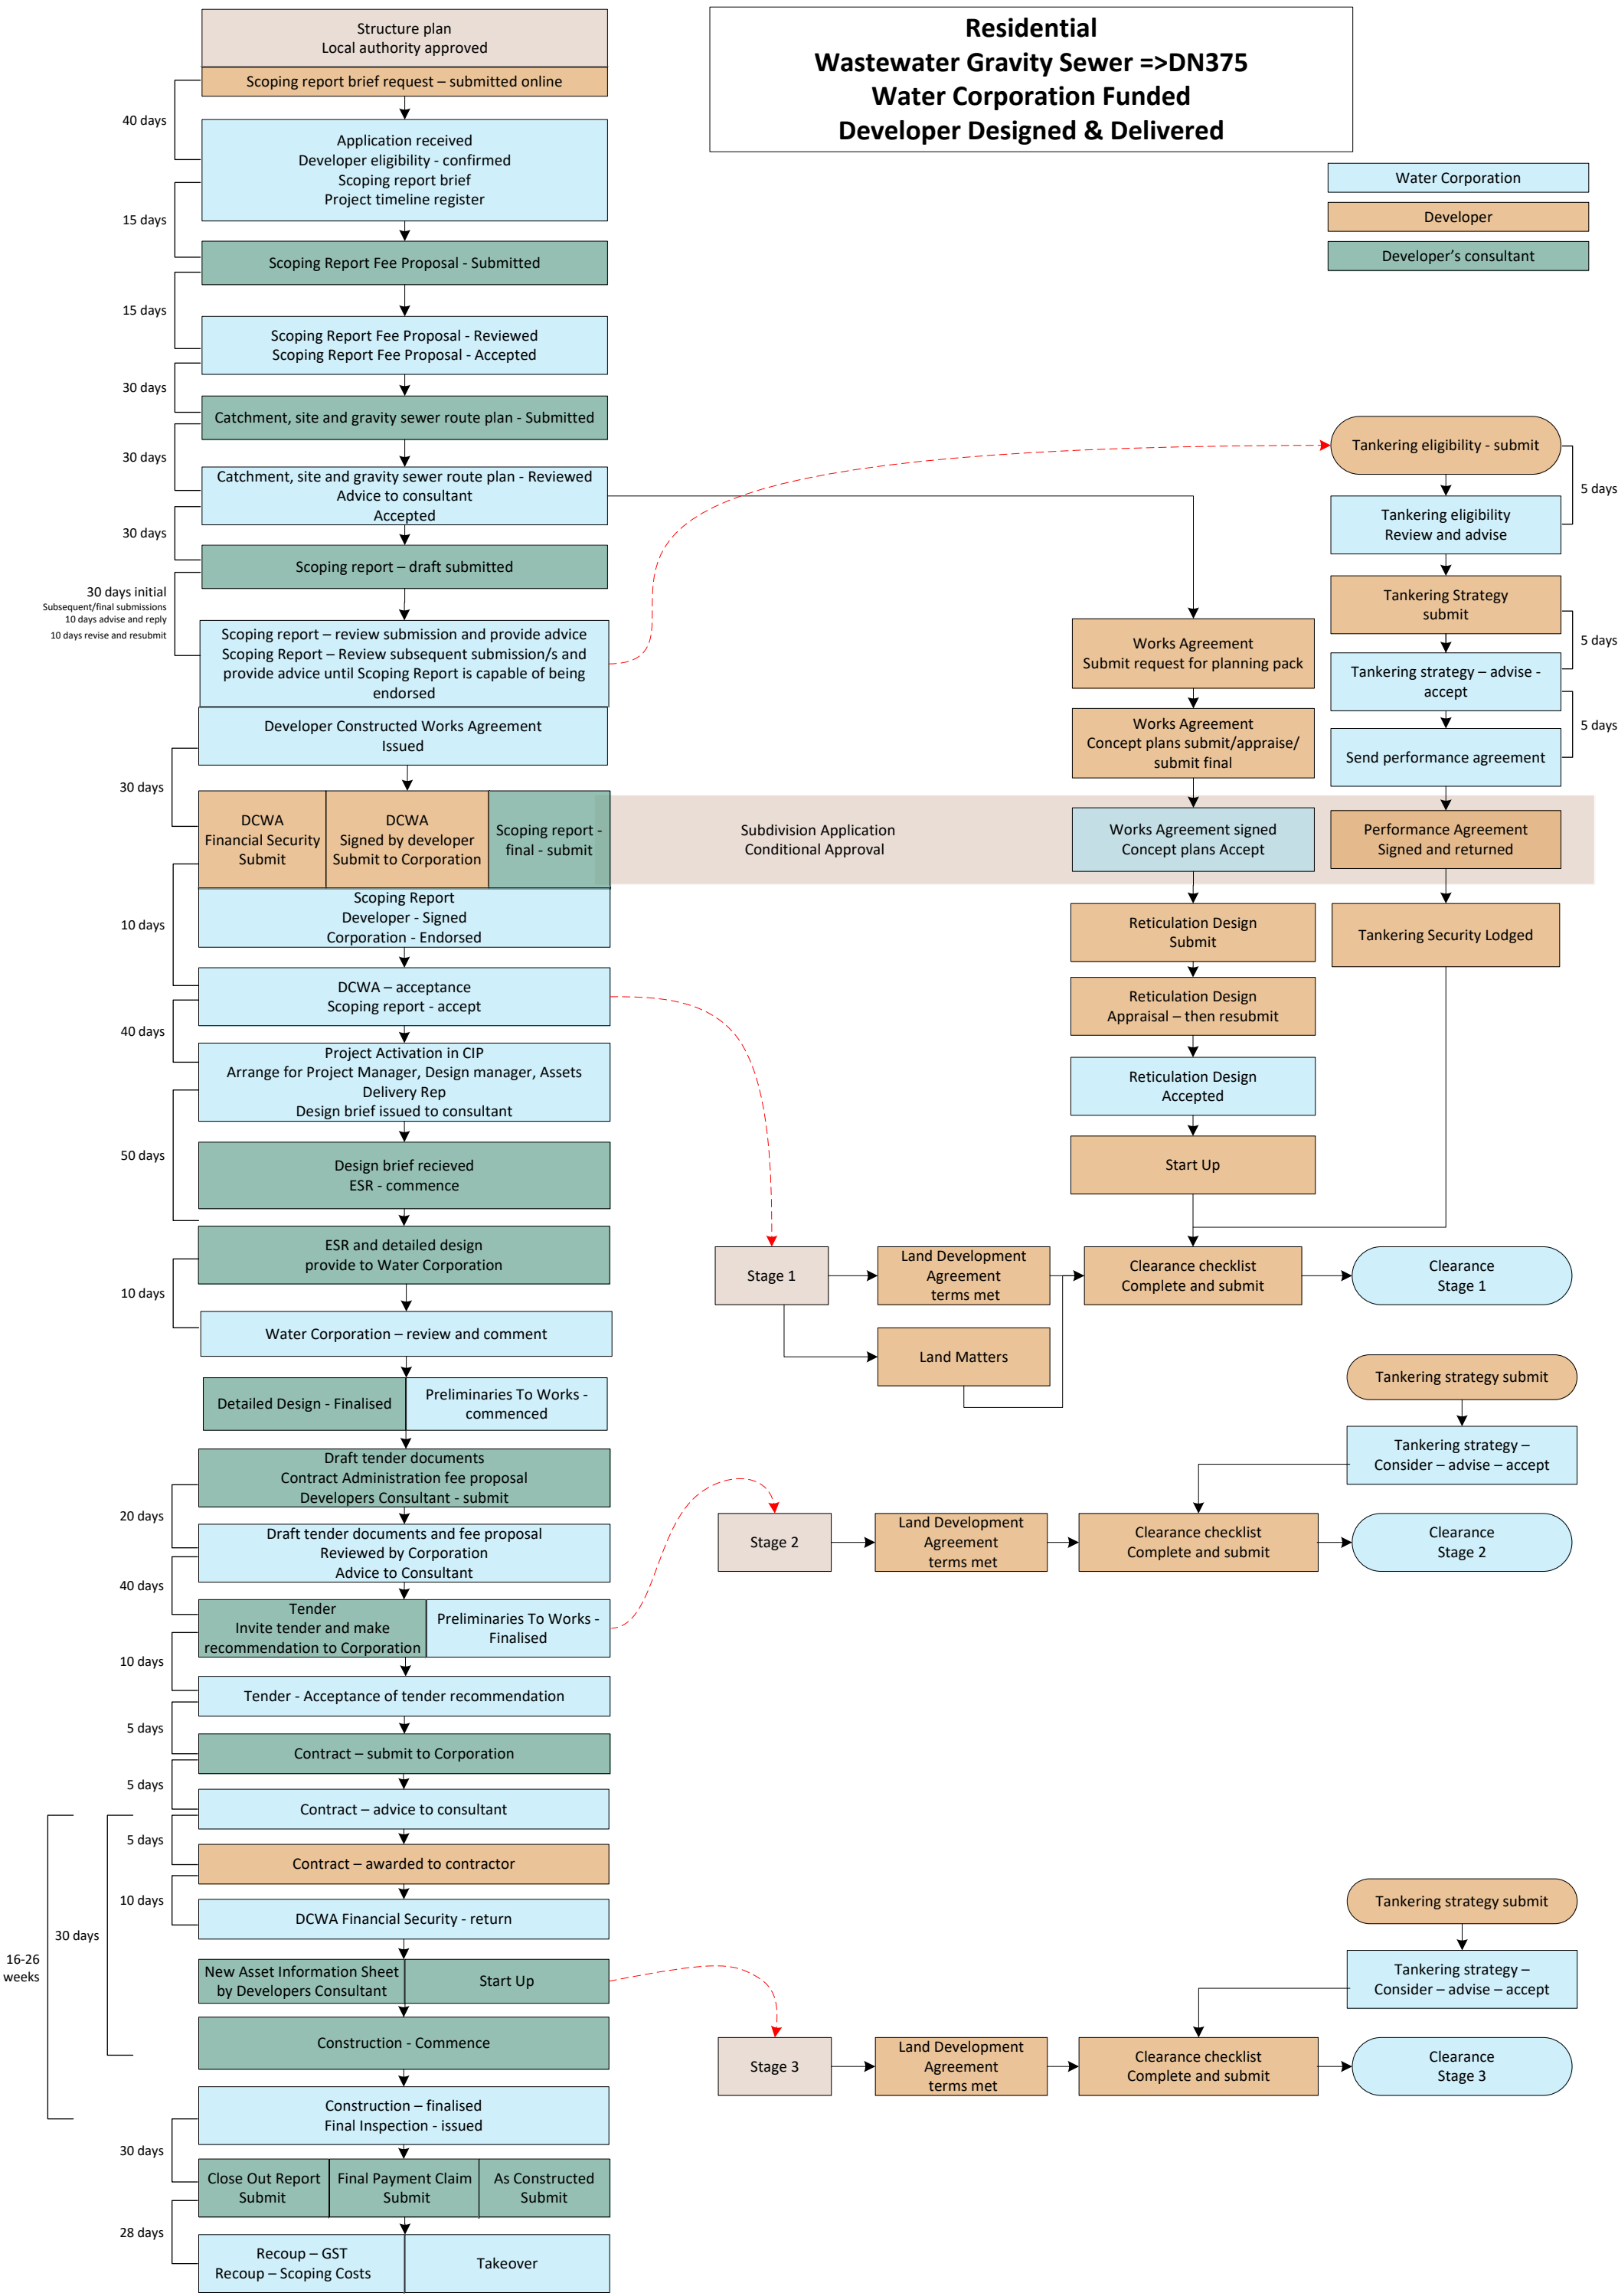 Residential
Wastewater Gravity Sewer =>DN375
Water Corporation Funded
Developer Designed & Delivered
Water Corporation
Developer
Developer's consultant
Structure plan
Local authority approved
Scoping report brief request – submitted online
40 days
Application received
Developer eligibility - confirmed
Scoping report brief
Project timeline register
15 days
Scoping Report Fee Proposal - Submitted
15 days
Scoping Report Fee Proposal - Reviewed
Scoping Report Fee Proposal - Accepted
30 days
Catchment, site and gravity sewer route plan - Submitted
30 days
Catchment, site and gravity sewer route plan - Reviewed
Advice to consultant
Accepted
30 days
Scoping report – draft submitted
30 days initial
Subsequent/final submissions
10 days advise and reply
10 days revise and resubmit
Scoping report – review submission and provide advice
Scoping Report – Review subsequent submission/s and
provide advice until Scoping Report is capable of being
endorsed
Developer Constructed Works Agreement
Issued
30 days
DCWA
Financial Security
Submit
DCWA
Signed by developer
Submit to Corporation
Scoping report -
final - submit
10 days
Scoping Report
Developer - Signed
Corporation - Endorsed
DCWA – acceptance
Scoping report - accept
40 days
Project Activation in CIP
Arrange for Project Manager, Design manager, Assets
Delivery Rep
Design brief issued to consultant
50 days
Design brief recieved
ESR - commence
ESR and detailed design
provide to Water Corporation
10 days
Water Corporation – review and comment
Detailed Design - Finalised
Preliminaries To Works -
commenced
Draft tender documents
Contract Administration fee proposal
Developers Consultant - submit
20 days
Draft tender documents and fee proposal
Reviewed by Corporation
Advice to Consultant
40 days
Tender
Invite tender and make
recommendation to Corporation
Preliminaries To Works -
Finalised
10 days
Tender - Acceptance of tender recommendation
5 days
Contract – submit to Corporation
5 days
Contract – advice to consultant
5 days
Contract – awarded to contractor
10 days
DCWA Financial Security - return
30 days
16-26
weeks
New Asset Information Sheet
by Developers Consultant
Start Up
Construction - Commence
Construction – finalised
Final Inspection - issued
30 days
Close Out Report
Submit
Final Payment Claim
Submit
As Constructed
Submit
28 days
Recoup – GST
Recoup – Scoping Costs
Takeover
Tankering eligibility - submit
5 days
Tankering eligibility
Review and advise
Tankering Strategy
submit
5 days
Tankering strategy – advise -
accept
5 days
Send performance agreement
Works Agreement
Submit request for planning pack
Works Agreement
Concept plans submit/appraise/
submit final
Subdivision Application
Conditional Approval
Works Agreement signed
Concept plans Accept
Performance Agreement
Signed and returned
Reticulation Design
Submit
Tankering Security Lodged
Reticulation Design
Appraisal – then resubmit
Reticulation Design
Accepted
Start Up
Stage 1
Land Development
Agreement
terms met
Clearance checklist
Complete and submit
Clearance
Stage 1
Land Matters
Tankering strategy submit
Tankering strategy –
Consider – advise – accept
Stage 2
Land Development
Agreement
terms met
Clearance checklist
Complete and submit
Clearance
Stage 2
Tankering strategy submit
Tankering strategy –
Consider – advise – accept
Stage 3
Land Development
Agreement
terms met
Clearance checklist
Complete and submit
Clearance
Stage 3